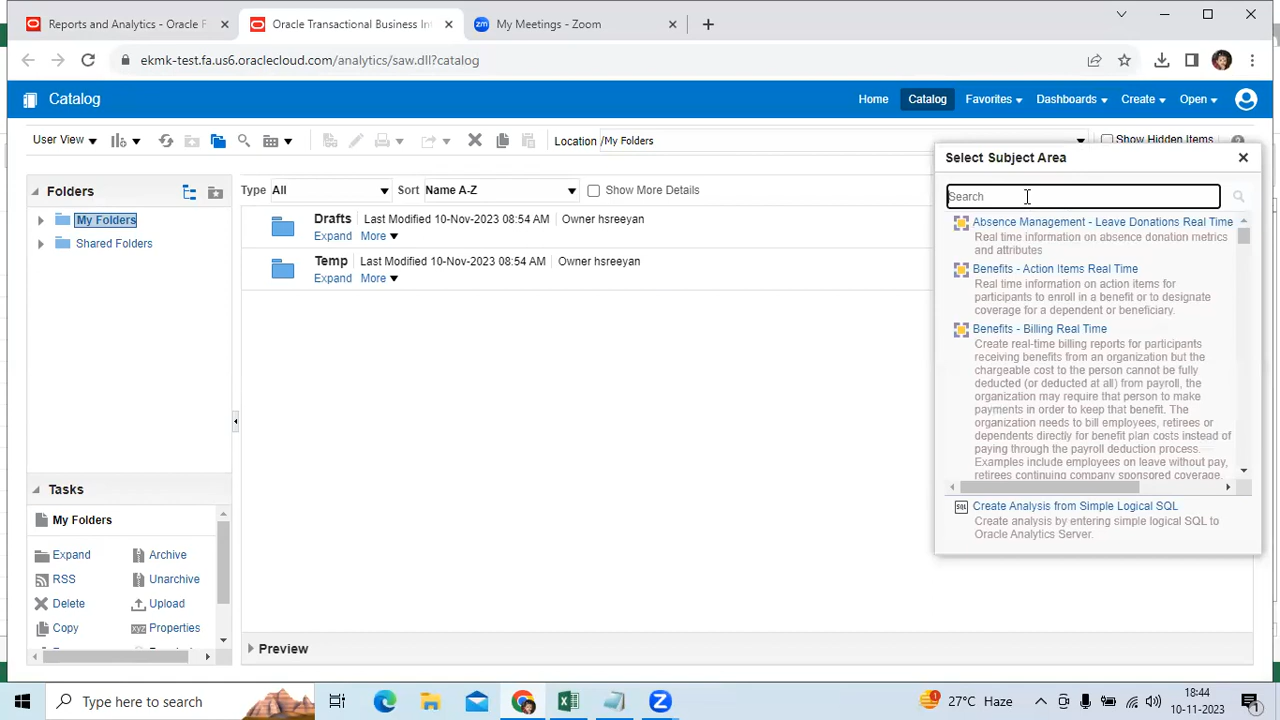 Reports and Analytics - Oracle F
Oracle Transactional Business Int
zm My Meetings - Zoom
ekmk-test.fa.us6.oraclecloud.com/analytics/saw.dll?catalog
Catalog
Home Catalog Favorites Dashboards Create Open
User View
Location /My Folders
Show Hidden Items
Folders
My Folders
Shared Folders
Type All Sort Name A-Z Show More Details
Drafts Last Modified 10-Nov-2023 08:54 AM Owner hsreeyan
Expand More
Temp Last Modified 10-Nov-2023 08:54 AM Owner hsreeyan
Expand More
Select Subject Area
Search
Absence Management - Leave Donations Real Time
Real time information on absence donation metrics
and attributes
Benefits - Action Items Real Time
Real time information on action items for
participants to enroll in a benefit or to designate
coverage for a dependent or beneficiary.
Benefits - Billing Real Time
Create real-time billing reports for participants
receiving benefits from an organization but the
chargeable cost to the person cannot be fully
deducted (or deducted at all) from payroll, the
organization may require that person to make
payments in order to keep that benefit. The
organization needs to bill employees, retirees or
dependents directly for benefit plan costs instead of
paying through the payroll deduction process.
Examples include employees on leave without pay,
retirees continuing company sponsored coverage.
SQL Create Analysis from Simple Logical SQL
Create analysis by entering simple logical SQL to
Oracle Analytics Server.
Tasks
My Folders
Expand Archive
RSS Unarchive
Delete Upload
Copy xyz Properties
Preview
Type here to search
27°C Haze
18:44
10-11-2023